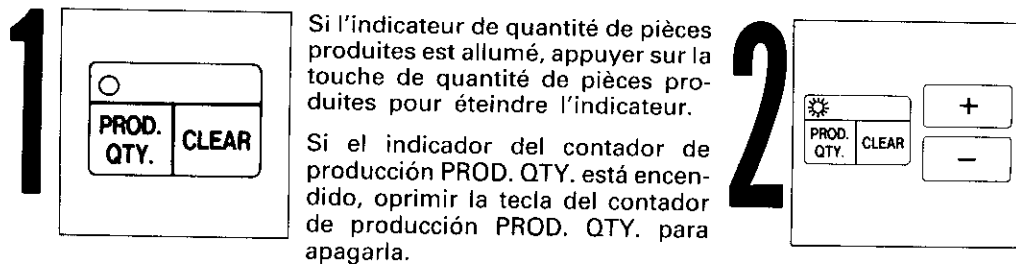 1
PROD.
QTY.
CLEAR
Si l'indicateur de quantité de pièces
produites est allumé, appuyer sur la
touche de quantité de pièces pro-
duites pour éteindre l'indicateur.
Si el indicador del contador de
producción PROD. QTY. está encen-
dido, oprimir la tecla del contador
de producción PROD. QTY. para
apagarla.
2
PROD.
QTY.
CLEAR
+
−